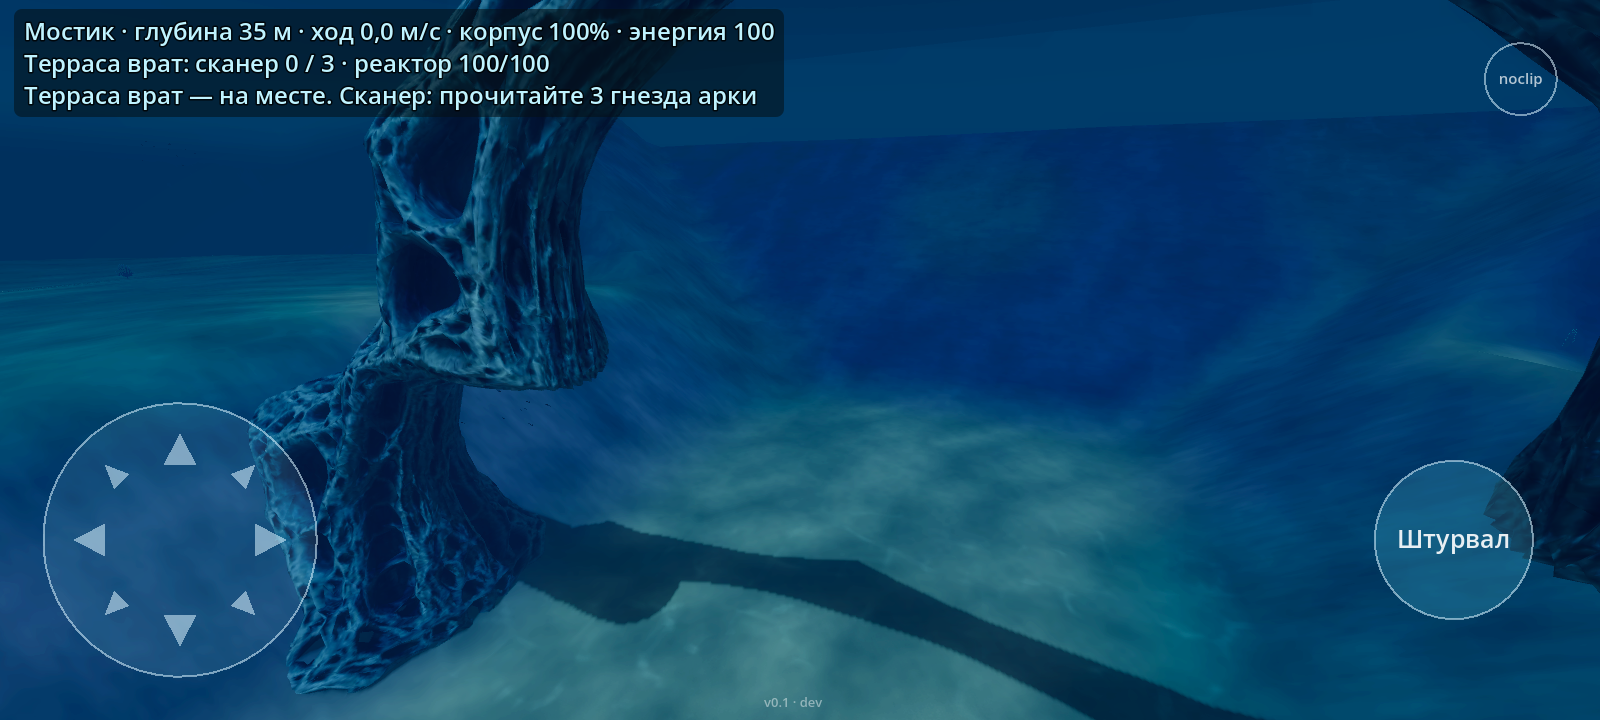 Мостик · глубина 35 м · ход 0,0 м/с · корпус 100% · энергия 100
Терраса врат: сканер 0 / 3 · реактор 100/100
Терраса врат — на месте. Сканер: прочитайте 3 гнезда арки
noclip
Штурвал
v0.1 · dev